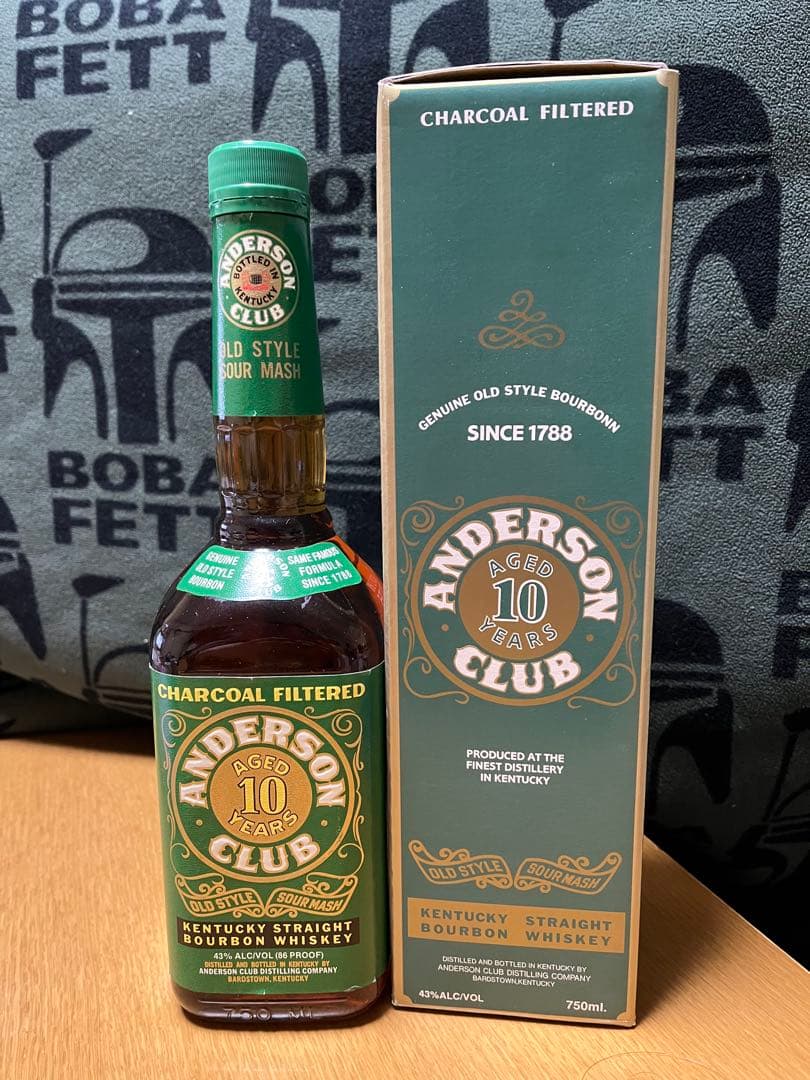 BOBA
FETT
BOBA
FETT
BOBA
FETT
ANDERSON
BOTTLED IN
KENTUCKY
CLUB
OLD STYLE
SOUR MASH
GENUINE
OLD STYLE
BOURBON
SAME FAMOUS
FORMULA
SINCE 1788
CHARCOAL FILTERED
ANDERSON
AGED
10
YEARS
CLUB
OLD STYLE SOUR MASH
KENTUCKY STRAIGHT
BOURBON WHISKEY
43% ALC/VOL (86 PROOF)
DISTILLED AND BOTTLED IN KENTUCKY BY
ANDERSON CLUB DISTILLING COMPANY
BARDSTOWN, KENTUCKY
750 ML
CHARCOAL FILTERED
GENUINE OLD STYLE BOURBONN
SINCE 1788
ANDERSON
AGED
10
YEARS
CLUB
PRODUCED AT THE
FINEST DISTILLERY
IN KENTUCKY
OLD STYLE SOUR MASH
KENTUCKY STRAIGHT
BOURBON WHISKEY
DISTILLED AND BOTTLED IN KENTUCKY BY
ANDERSON CLUB DISTILLING COMPANY
BARDSTOWN,KENTUCKY
43%ALC/VOL
750ml.